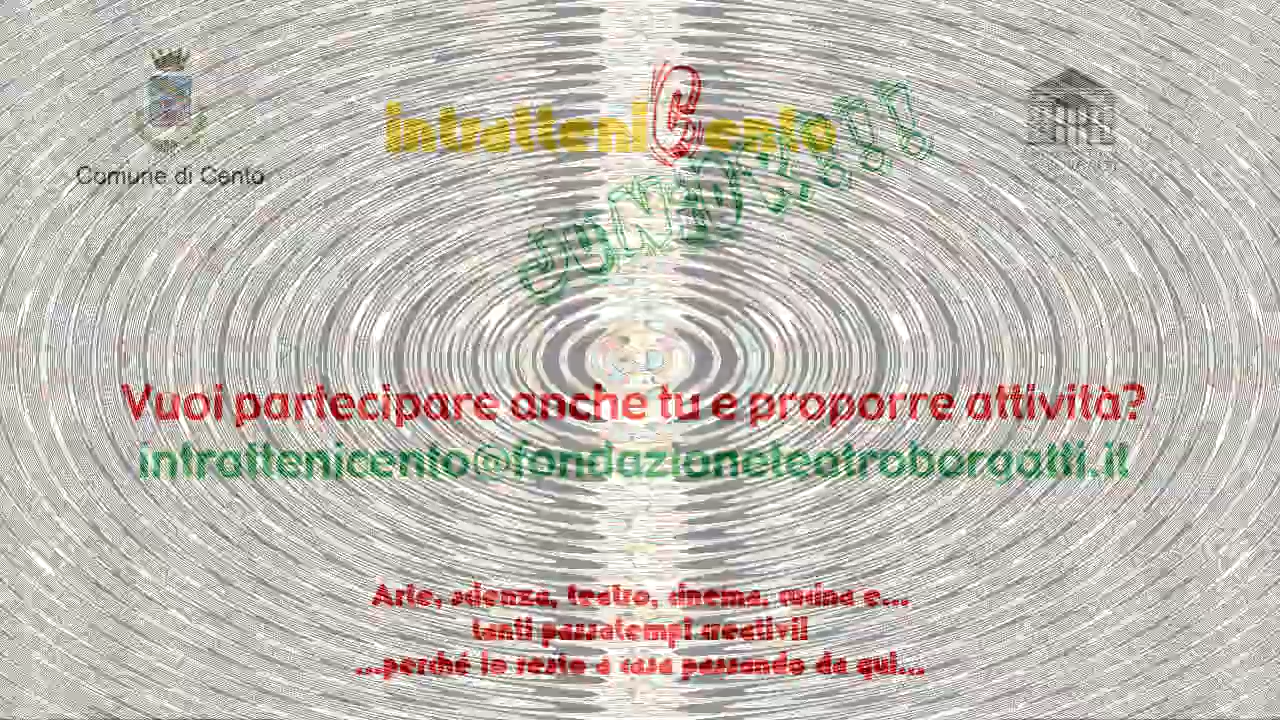 Comune di Cento
intratteniCento
JUNIOR!!!
Vuoi partecipare anche tu e proporre attività?
intrattenicento@fondazioneteatroborgatti.it
Arte, scienza, teatro, cinema, cucina e...
tanti passatempi creativi!
...perché io resto a casa passando da qui...